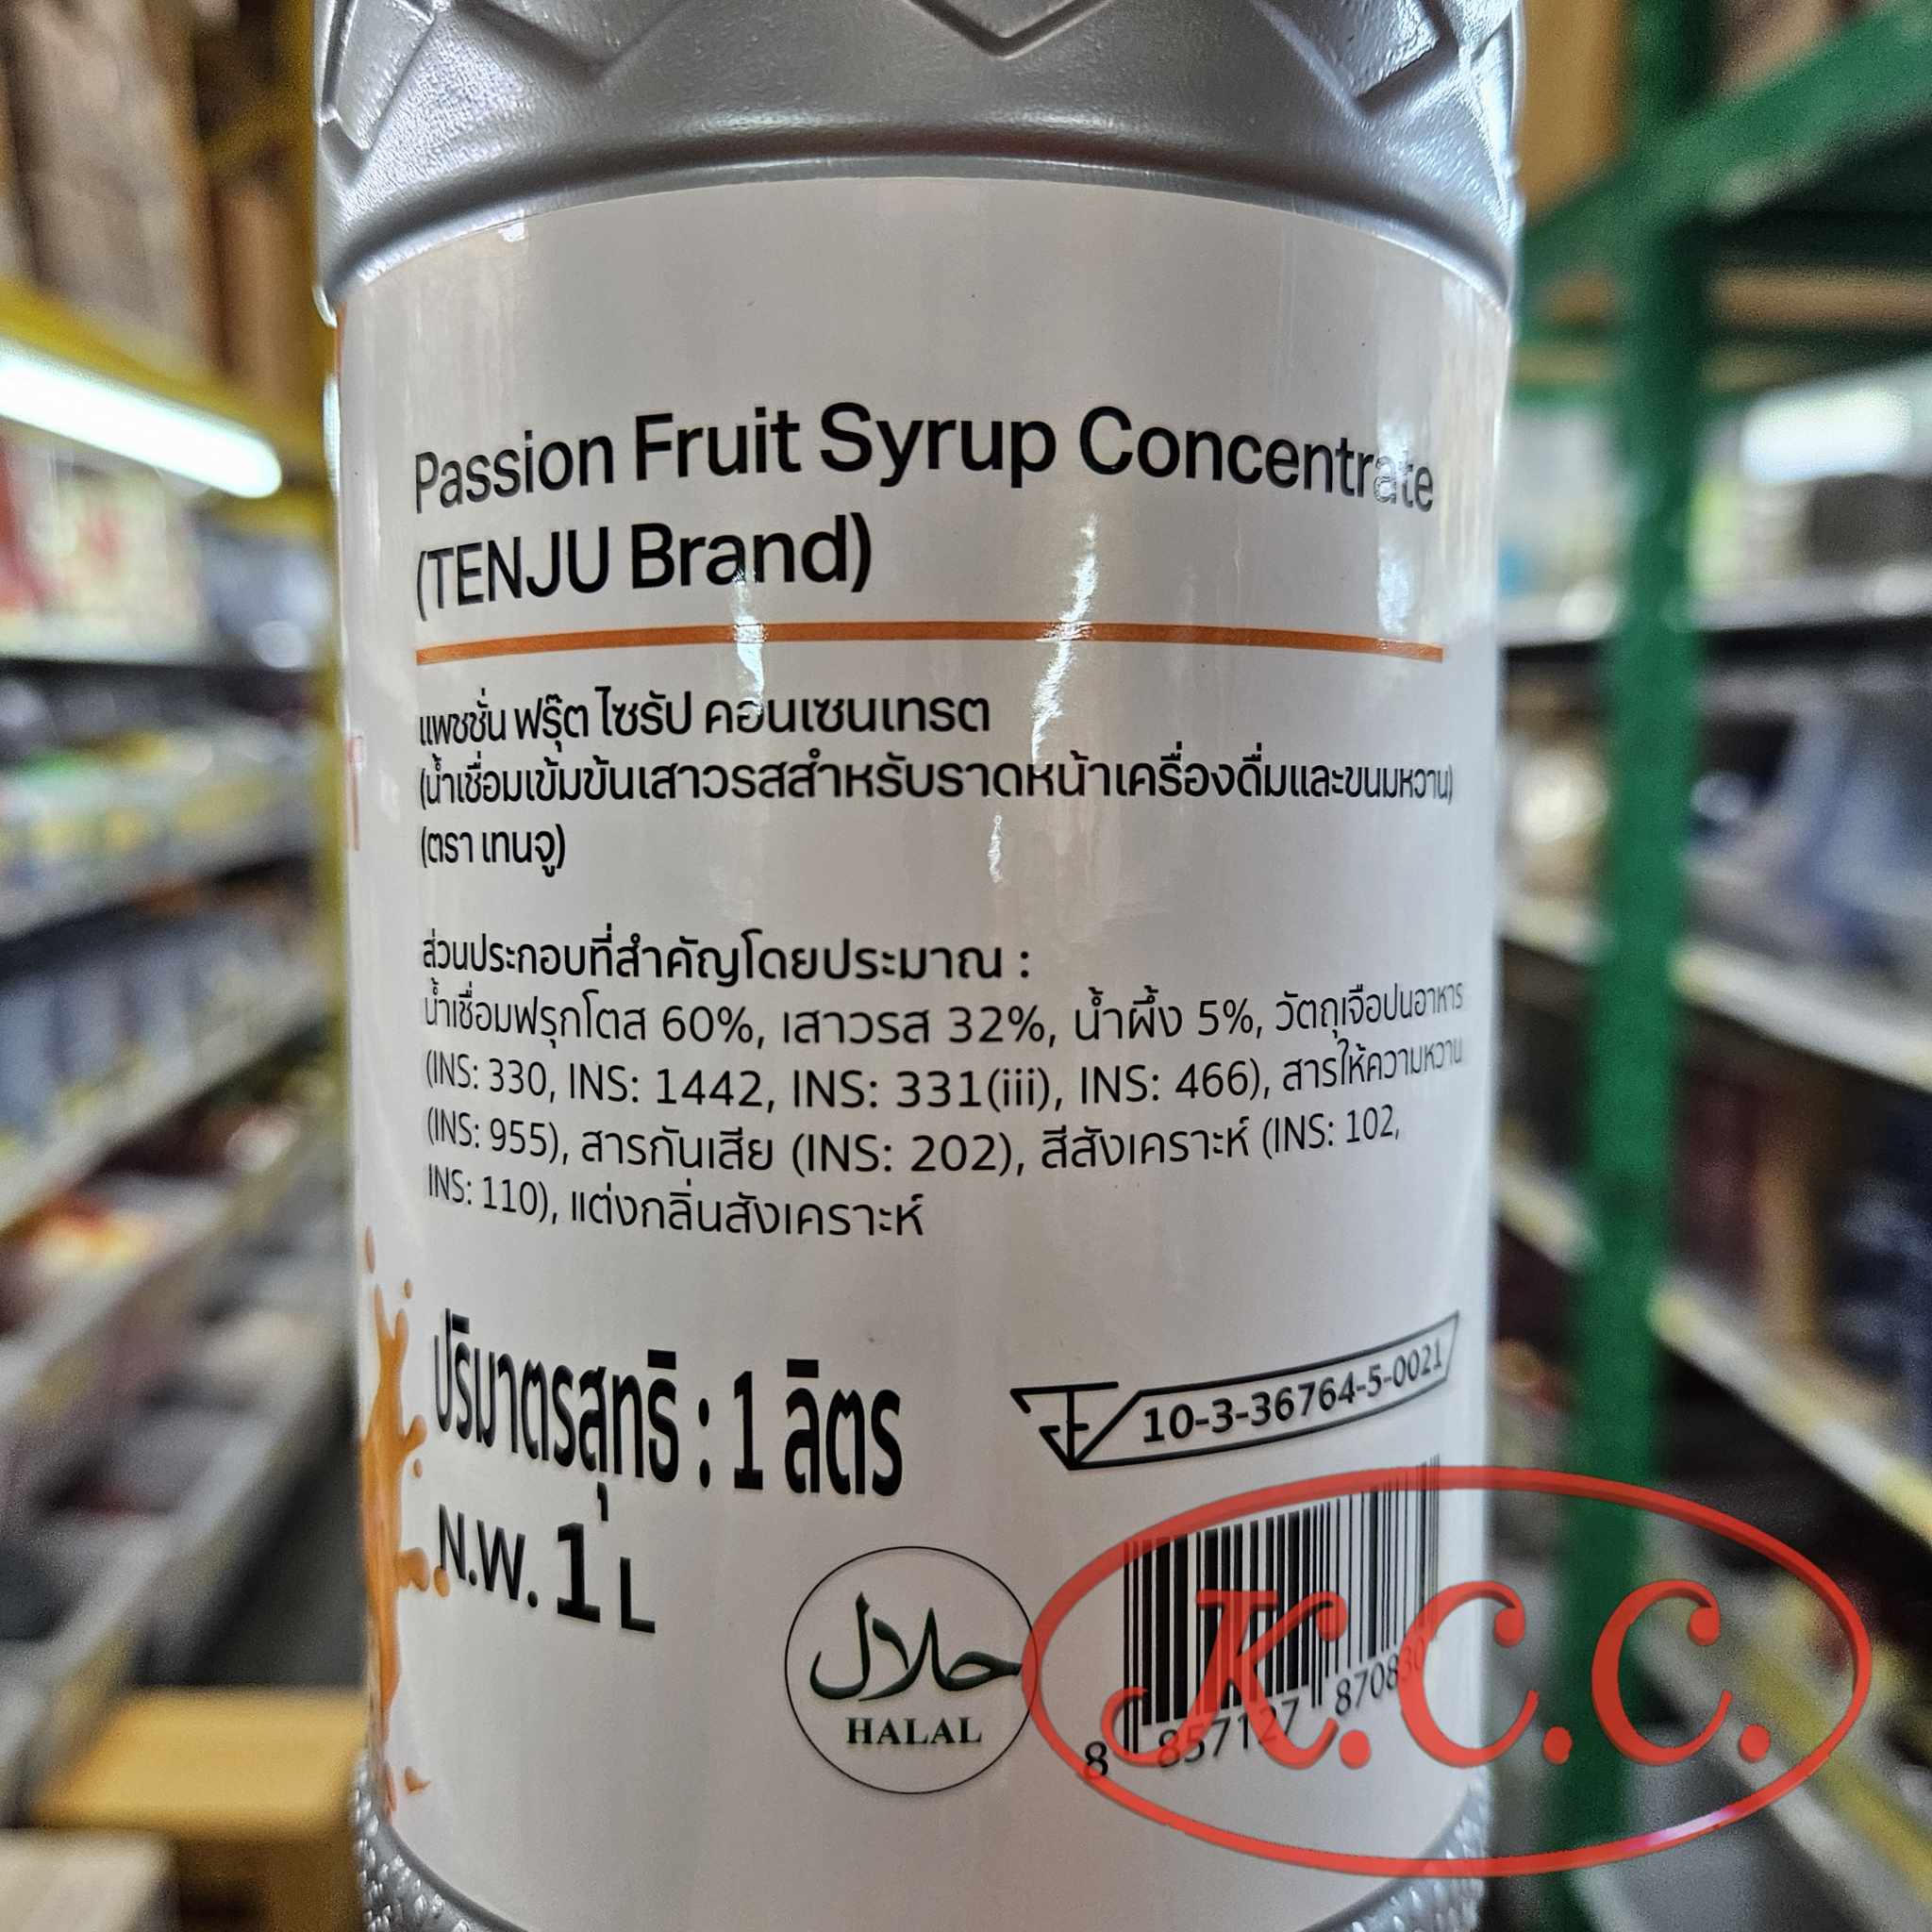 Passion Fruit Syrup Concentrate
(TENJU Brand)
แพชชั่น ฟรุ๊ต ไซรัป คอนเซนเทรต
(น้ำเชื่อมเข้มข้นเสาวรสสำหรับราดหน้าเครื่องดื่มและขนมหวาน)
(ตรา เทนจู)
ส่วนประกอบที่สำคัญโดยประมาณ :
น้ำเชื่อมฟรุกโตส 60%, เสาวรส 32%, น้ำผึ้ง 5%, วัตถุเจือปนอาหาร
(INS: 330, INS: 1442, INS: 331(iii), INS: 466), สารให้ความหวาน
(INS: 955), สารกันเสีย (INS: 202), สีสังเคราะห์ (INS: 102,
INS: 110), แต่งกลิ่นสังเคราะห์
ปริมาตรสุทธิ : 1 ลิตร
10-3-36764-5-0021
N.W. 1 L
حلال
HALAL
8 857127 870830
K.C.C.